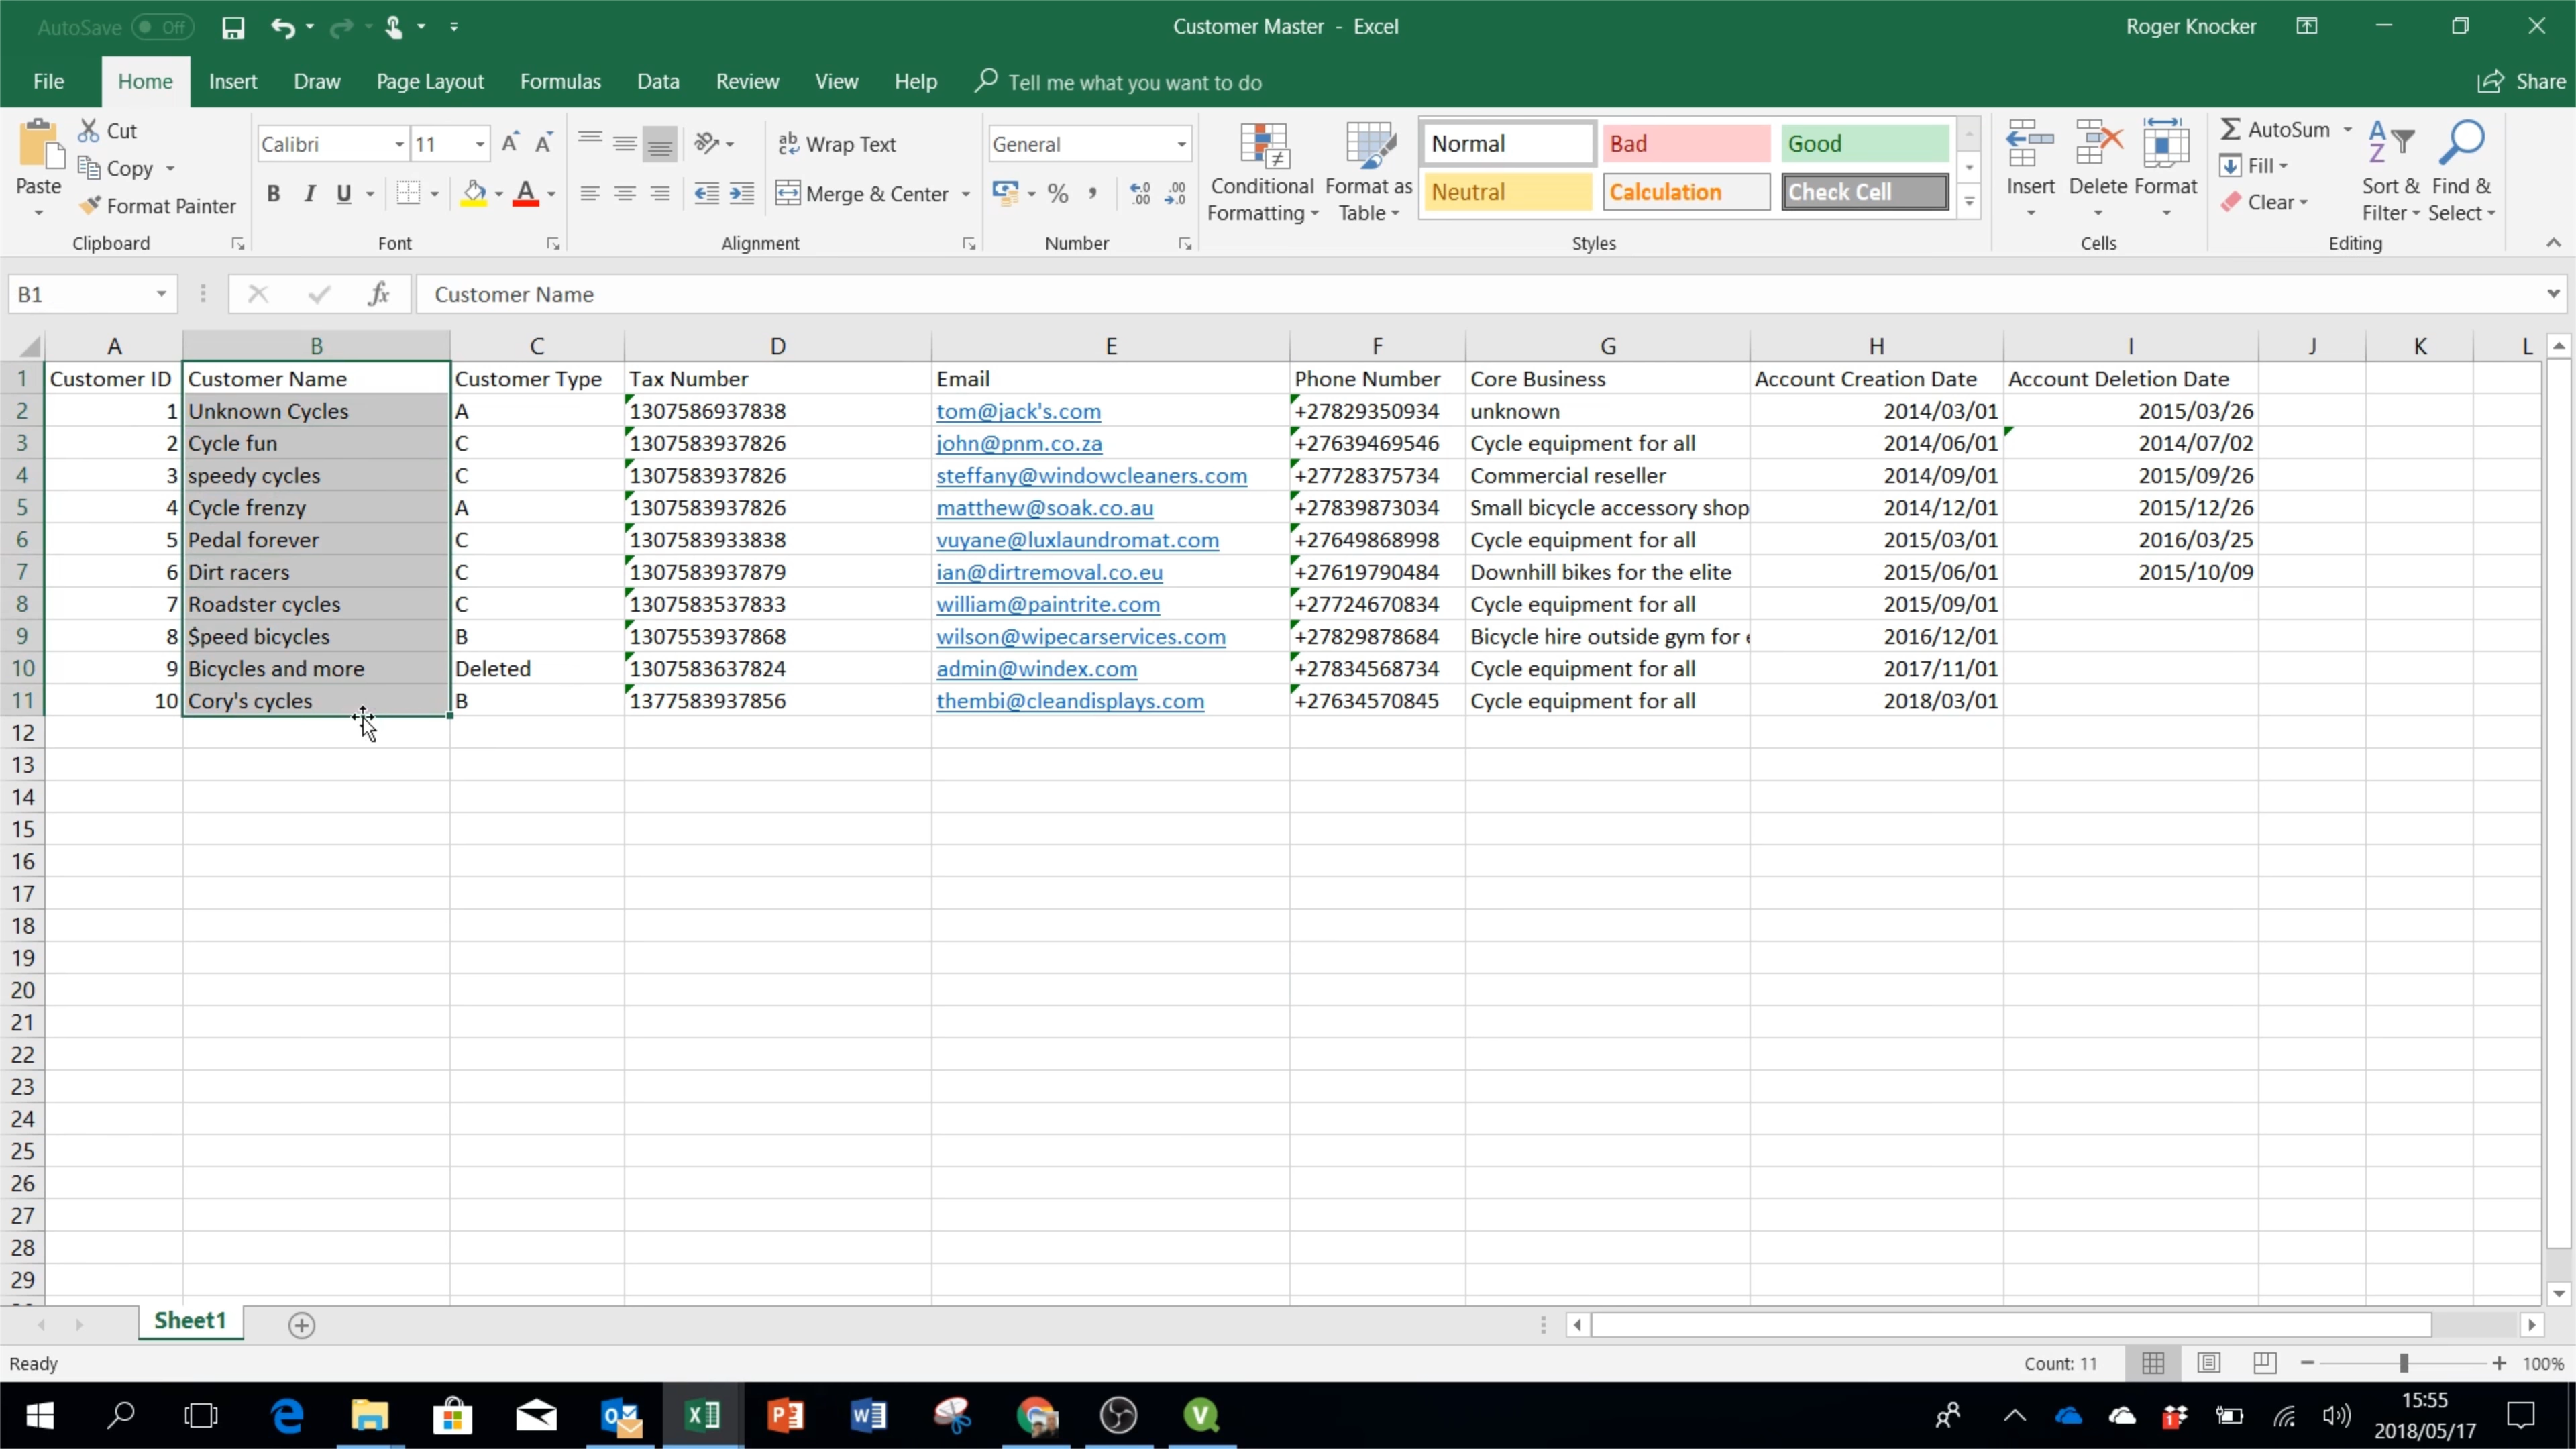 AutoSave Off Customer Master - Excel Roger Knocker
File Home Insert Draw Page Layout Formulas Data Review View Help Tell me what you want to do Share
Paste Cut Copy Format Painter Clipboard
Calibri 11 A A B I U A Font
ab c Wrap Text Merge & Center Alignment
General % , .0 .00 .00 .0 Number
Conditional Formatting Format as Table Normal Bad Good Neutral Calculation Check Cell Styles
Insert Delete Format Cells
AutoSum Fill Clear A Z Sort & Filter Find & Select Editing
B1 fx Customer Name
A B C D E F G H I J K L
1 Customer ID Customer Name Customer Type Tax Number Email Phone Number Core Business Account Creation Date Account Deletion Date
2 1 Unknown Cycles A 1307586937838 tom@jack's.com +27829350934 unknown 2014/03/01 2015/03/26
3 2 Cycle fun C 1307583937826 john@pnm.co.za +27639469546 Cycle equipment for all 2014/06/01 2014/07/02
4 3 speedy cycles C 1307583937826 steffany@windowcleaners.com +27728375734 Commercial reseller 2014/09/01 2015/09/26
5 4 Cycle frenzy A 1307583937826 matthew@soak.co.au +27839873034 Small bicycle accessory shop 2014/12/01 2015/12/26
6 5 Pedal forever C 1307583933838 vuyane@luxlaundromat.com +27649868998 Cycle equipment for all 2015/03/01 2016/03/25
7 6 Dirt racers C 1307583937879 ian@dirtremoval.co.eu +27619790484 Downhill bikes for the elite 2015/06/01 2015/10/09
8 7 Roadster cycles C 1307583537833 william@paintrite.com +27724670834 Cycle equipment for all 2015/09/01
9 8 $peed bicycles B 1307553937868 wilson@wipecarservices.com +27829878684 Bicycle hire outside gym for 2016/12/01
10 9 Bicycles and more Deleted 1307583637824 admin@windex.com +27834568734 Cycle equipment for all 2017/11/01
11 10 Cory's cycles B 1377583937856 thembi@cleandisplays.com +27634570845 Cycle equipment for all 2018/03/01
12
13
14
15
16
17
18
19
20
21
22
23
24
25
26
27
28
29
Sheet1
Ready Count: 11 100%
15:55
2018/05/17